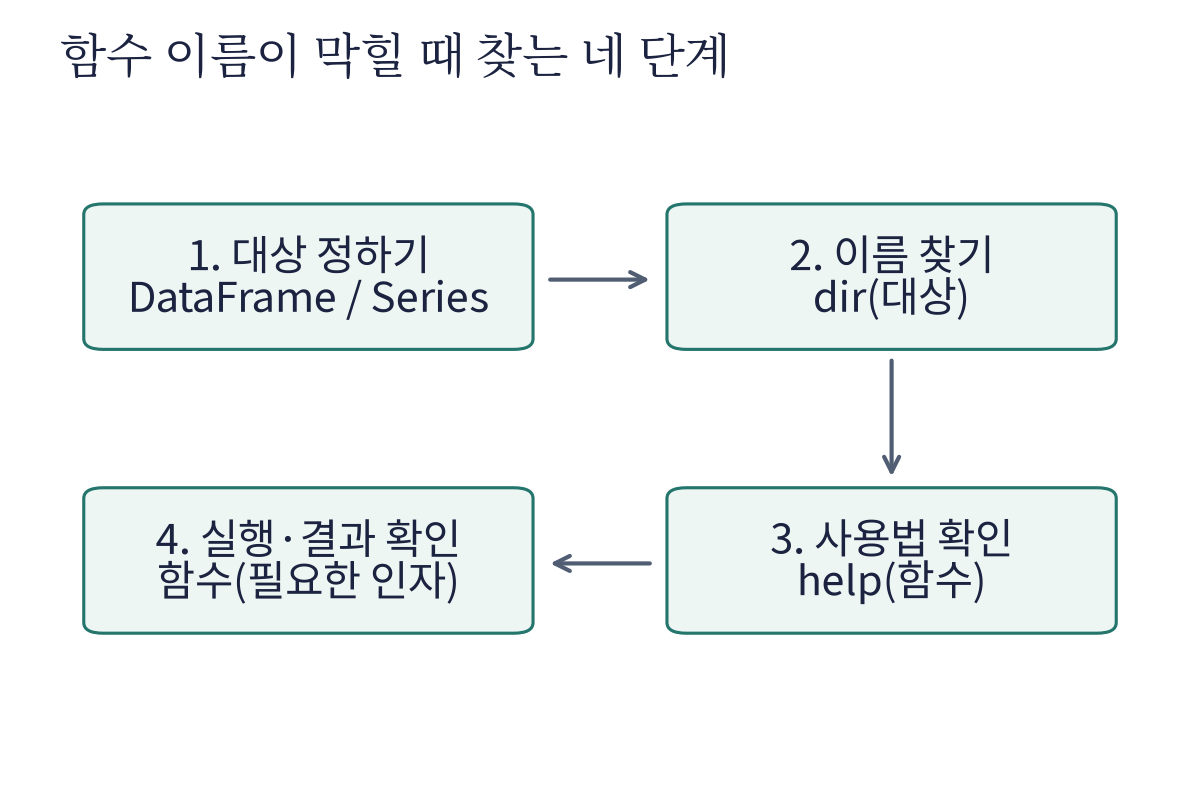 함수 이름이 막힐 때 찾는 네 단계
1. 대상 정하기
DataFrame / Series
2. 이름 찾기
dir(대상)
3. 사용법 확인
help(함수)
4. 실행·결과 확인
함수(필요한 인자)